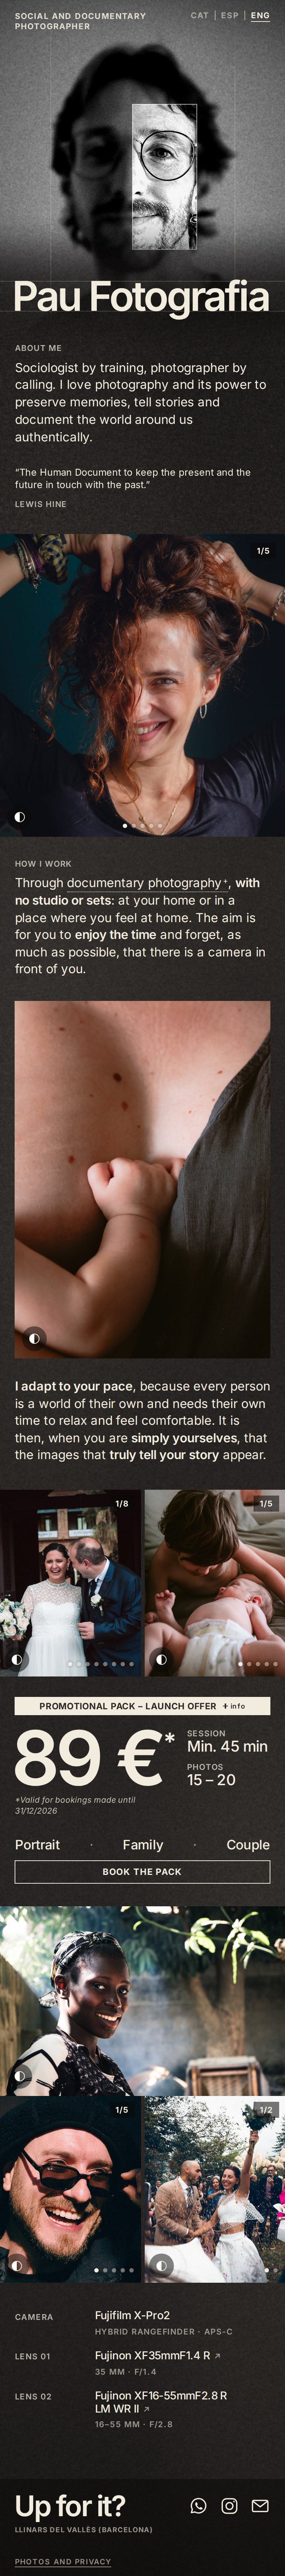 SOCIAL AND DOCUMENTARY
PHOTOGRAPHER
CAT | ESP | ENG
Pau Fotografia
ABOUT ME
Sociologist by training, photographer by
calling. I love photography and its power to
preserve memories, tell stories and
document the world around us
authentically.
“The Human Document to keep the present and the
future in touch with the past.”
LEWIS HINE
1/5
HOW I WORK
Through documentary photography+, with
no studio or sets: at your home or in a
place where you feel at home. The aim is
for you to enjoy the time and forget, as
much as possible, that there is a camera in
front of you.
I adapt to your pace, because every person
is a world of their own and needs their own
time to relax and feel comfortable. It is
then, when you are simply yourselves, that
the images that truly tell your story appear.
1/8
1/5
PROMOTIONAL PACK – LAUNCH OFFER + info
89 €*
SESSION
Min. 45 min
PHOTOS
15 – 20
*Valid for bookings made until
31/12/2026
Portrait · Family · Couple
BOOK THE PACK
1/5
1/2
CAMERA
Fujifilm X-Pro2
HYBRID RANGEFINDER · APS-C
LENS 01
Fujinon XF35mmF1.4 R ↗
35 MM · F/1.4
LENS 02
Fujinon XF16-55mmF2.8 R
LM WR II ↗
16–55 MM · F/2.8
Up for it?
LLINARS DEL VALLÈS (BARCELONA)
PHOTOS AND PRIVACY